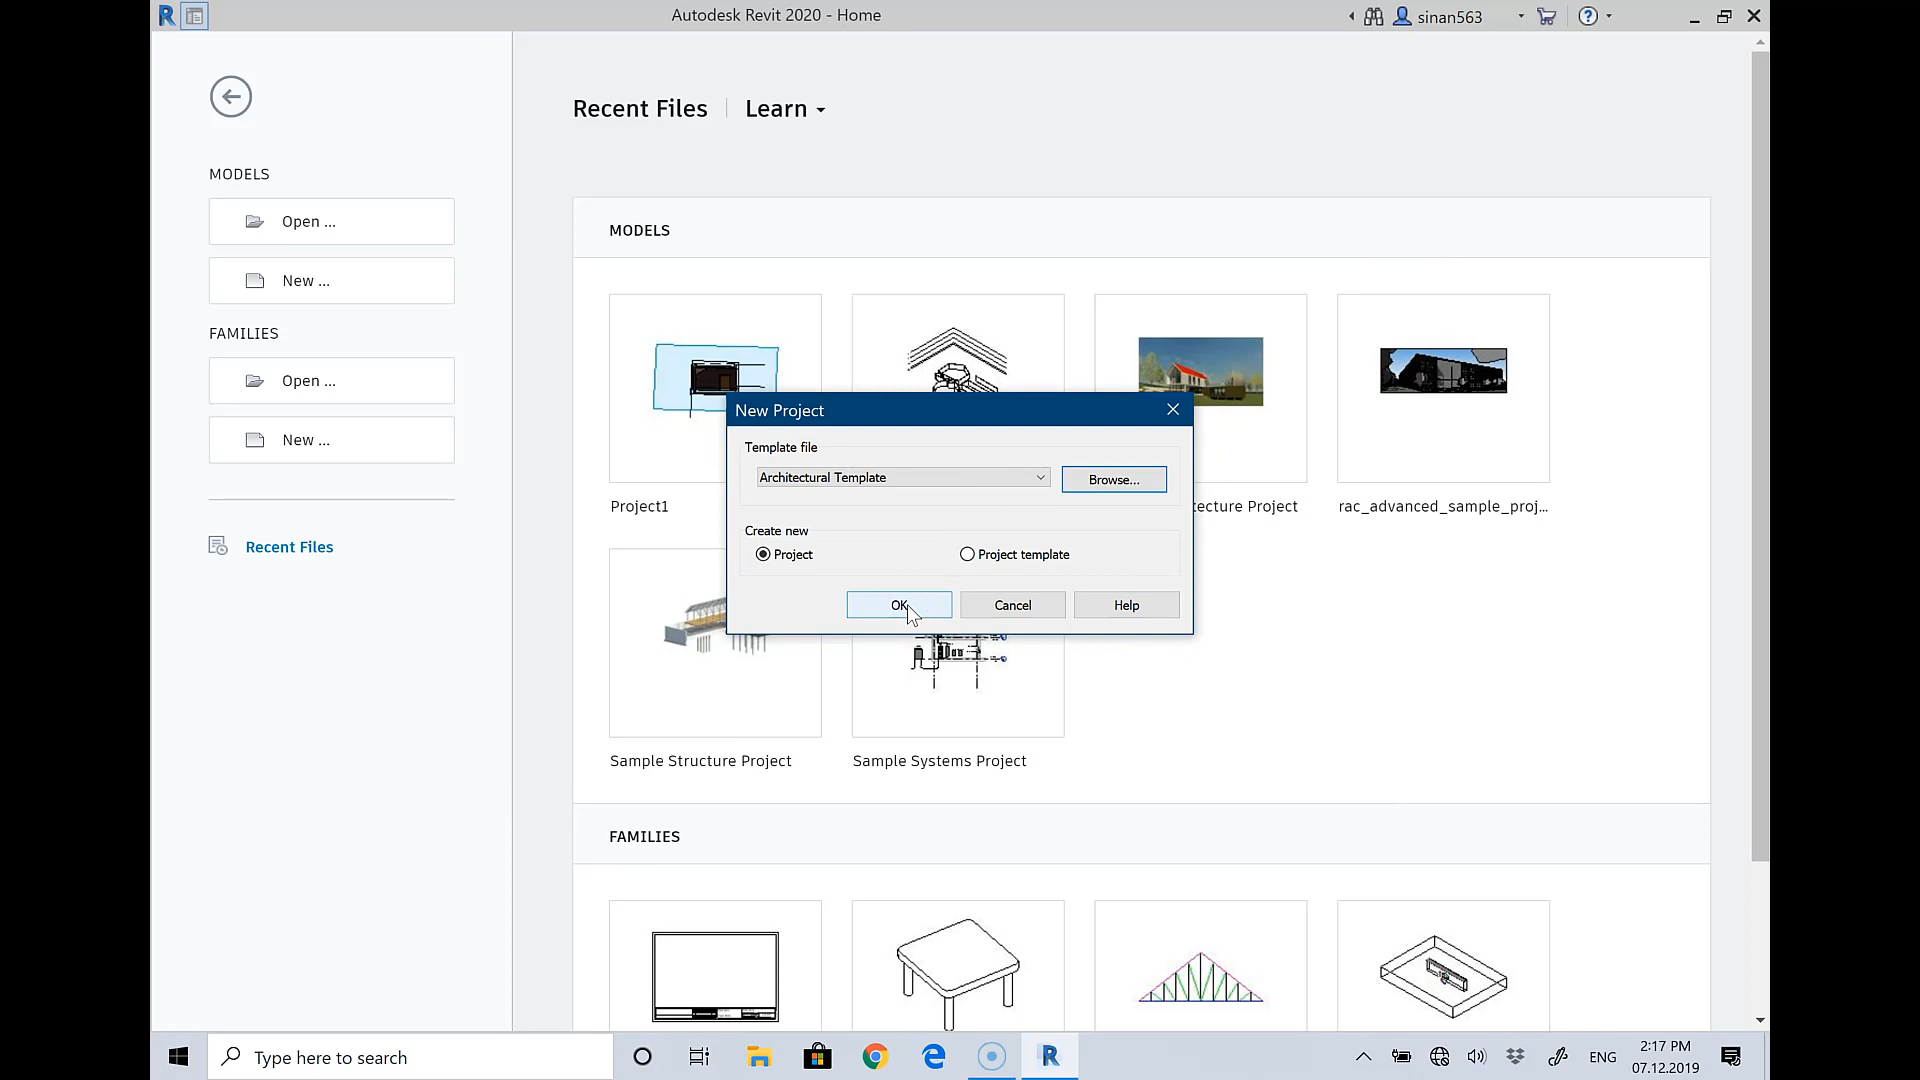 Autodesk Revit 2020 - Home
sinan563
Recent Files
Learn
MODELS
Open ...
New ...
FAMILIES
Open ...
New ...
Recent Files
MODELS
Project1
ecture Project
rac_advanced_sample_proj...
Sample Structure Project
Sample Systems Project
New Project
Template file
Architectural Template
Browse...
Create new
Project
Project template
OK
Cancel
Help
FAMILIES
Type here to search
ENG
2:17 PM
07.12.2019